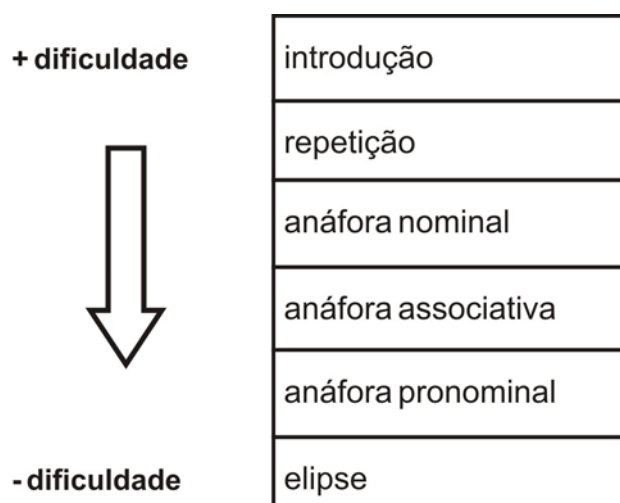 + dificuldade
introdução
repetição
anáfora nominal
anáfora associativa
anáfora pronominal
- dificuldade
elipse